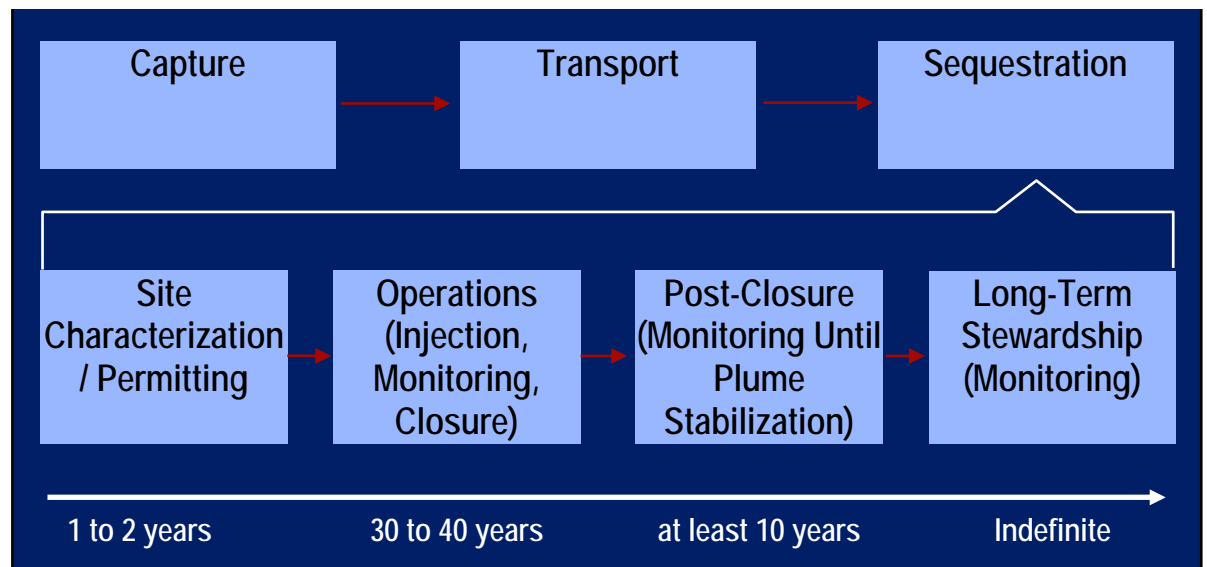 Capture
Transport
Sequestration
Site
Characterization
/ Permitting
Operations
(Injection,
Monitoring,
Closure)
Post-Closure
(Monitoring Until
Plume
Stabilization)
Long-Term
Stewardship
(Monitoring)
1 to 2 years
30 to 40 years
at least 10 years
Indefinite